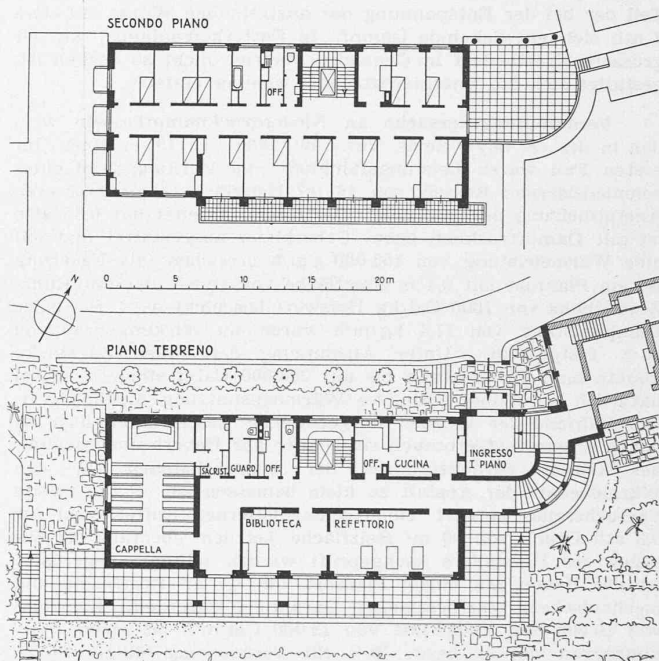 SECONDO PIANO
OFF.
0 5 10 15 20 m
N
PIANO TERRENO
SACRIST.
GUARD.
OFF.
OFF.
CUCINA
INGRESSO
I PIANO
BIBLIOTECA
REFETTORIO
CAPPELLA